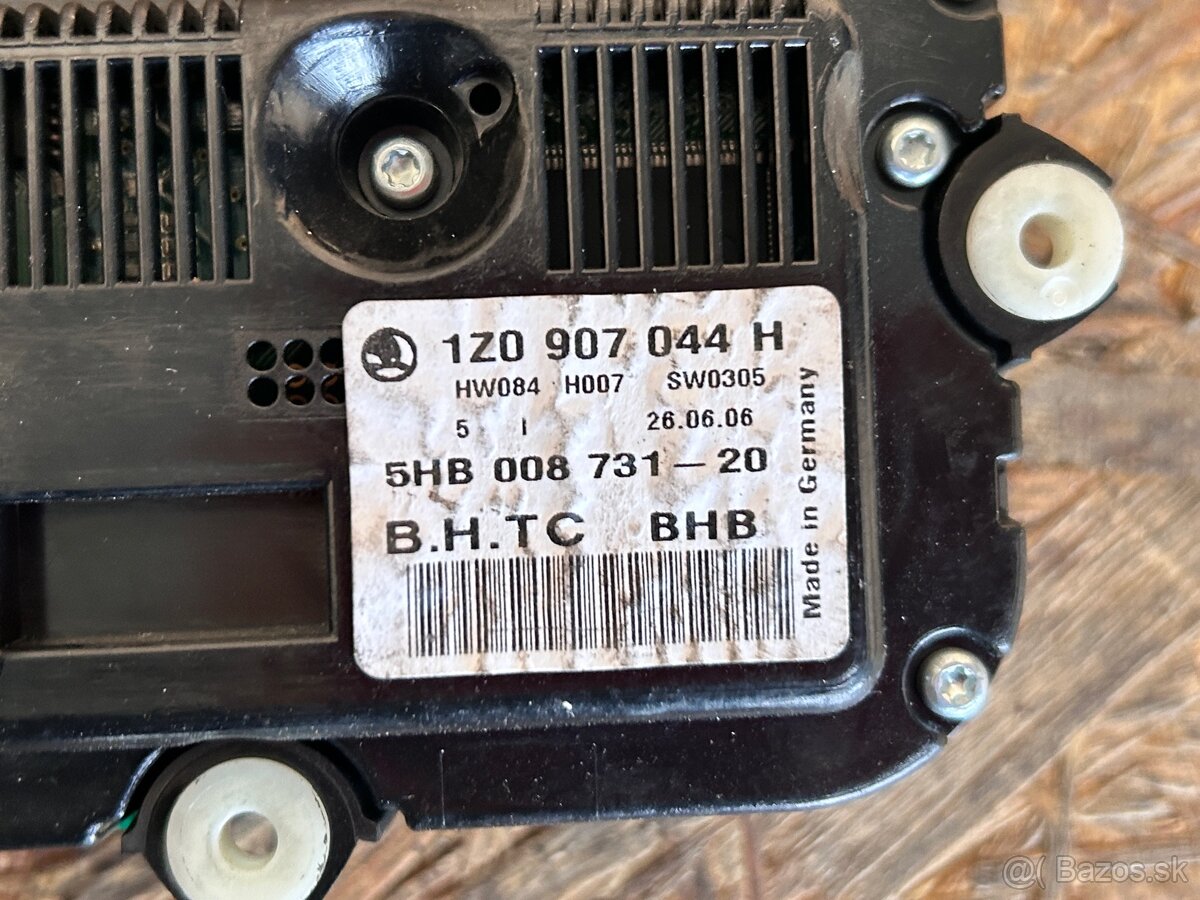 1Z0 907 044 H
HW084 H007 SW0305
5 I 26.06.06
5HB 008 731-20
B.H.TC BHB
Made in Germany
@( Bazos.sk